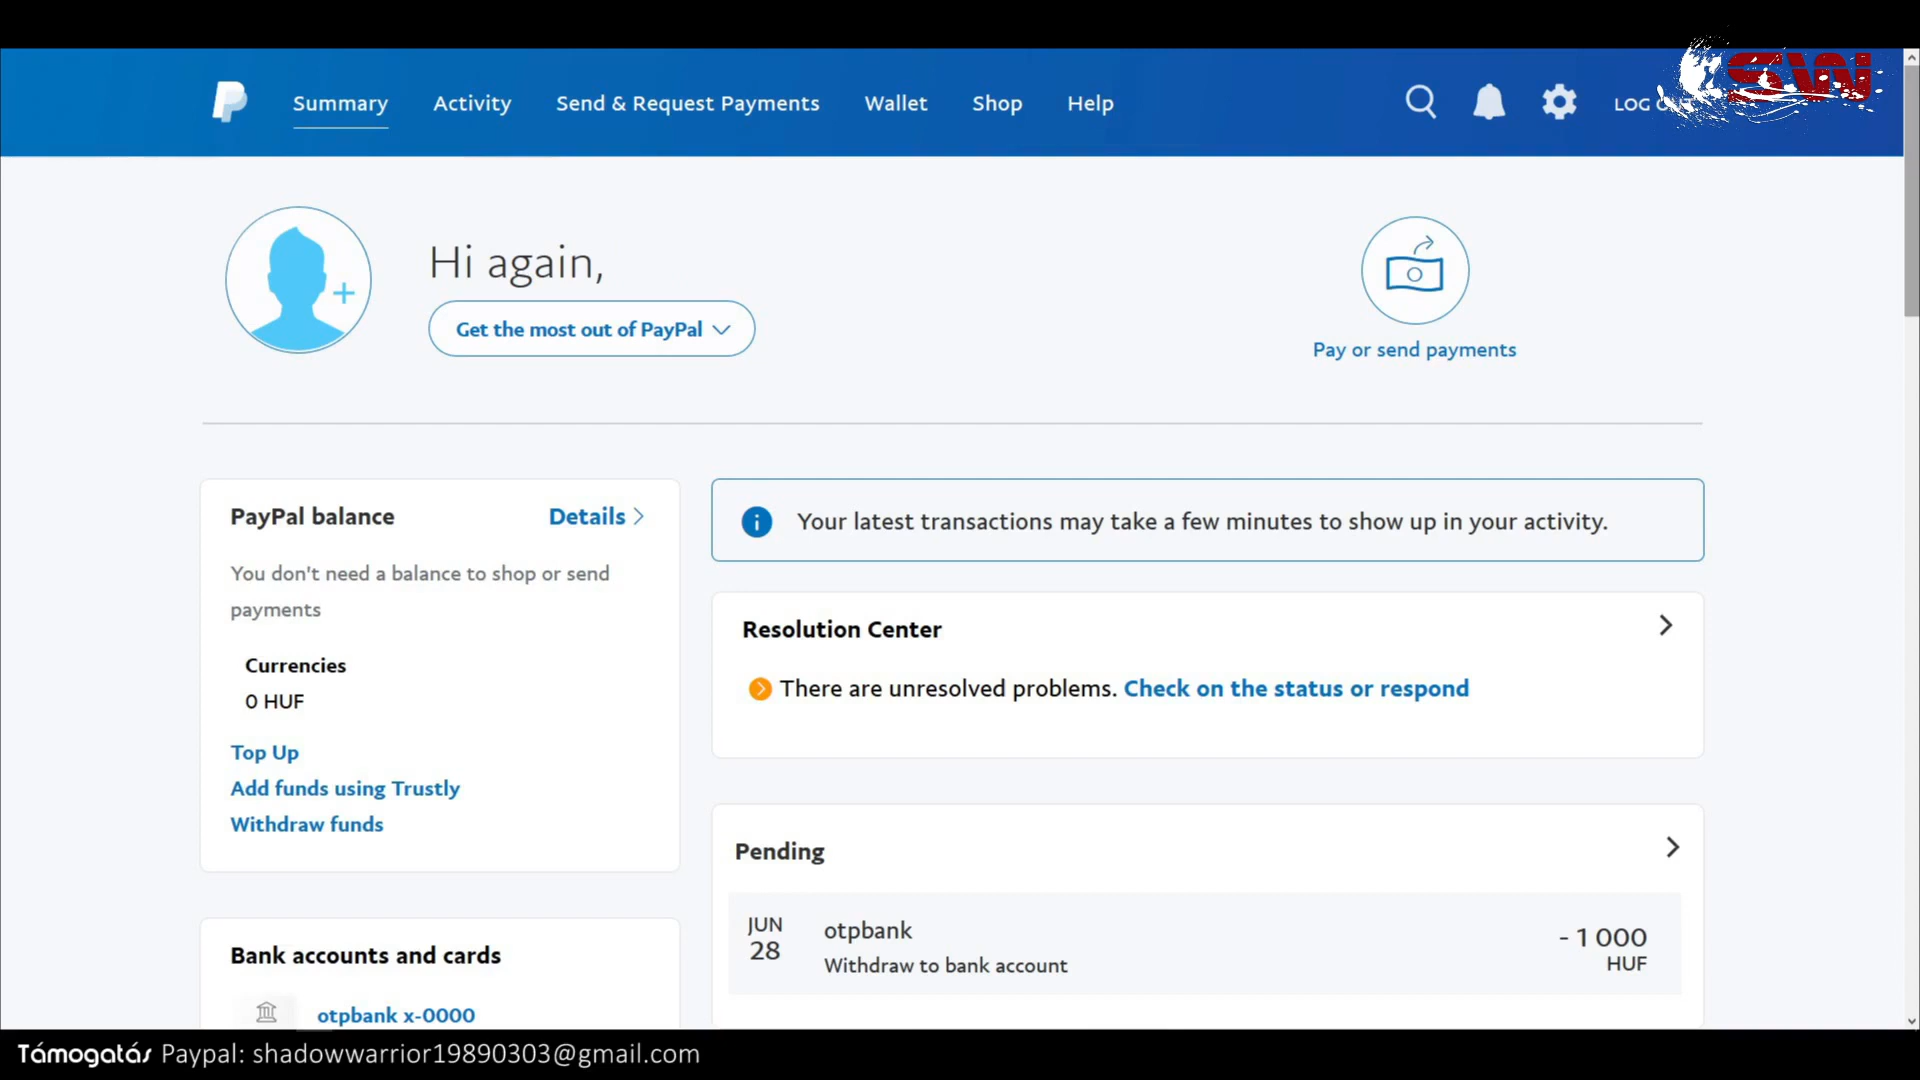 SW
Summary
Activity
Send & Request Payments
Wallet
Shop
Help
LOG OUT
Hi again,
Get the most out of PayPal
Pay or send payments
PayPal balance
Details
You don't need a balance to shop or send
payments
Currencies
0 HUF
Top Up
Add funds using Trustly
Withdraw funds
Bank accounts and cards
otpbank x-0000
Your latest transactions may take a few minutes to show up in your activity.
Resolution Center
There are unresolved problems. Check on the status or respond
Pending
JUN
28
otpbank
Withdraw to bank account
- 1 000
HUF
Támogatás Paypal: shadowwarrior19890303@gmail.com